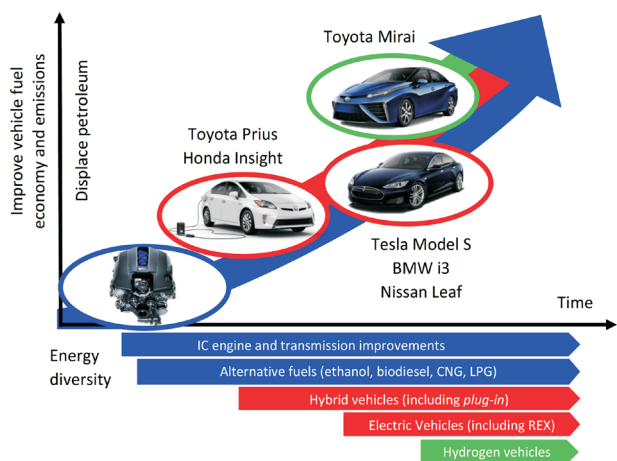 Improve vehicle fuel
economy and emissions
Displace petroleum
Toyota Mirai
Toyota Prius
Honda Insight
Tesla Model S
BMW i3
Nissan Leaf
Time
Energy
diversity
IC engine and transmission improvements
Alternative fuels (ethanol, biodiesel, CNG, LPG)
Hybrid vehicles (including plug-in)
Electric Vehicles (including REX)
Hydrogen vehicles